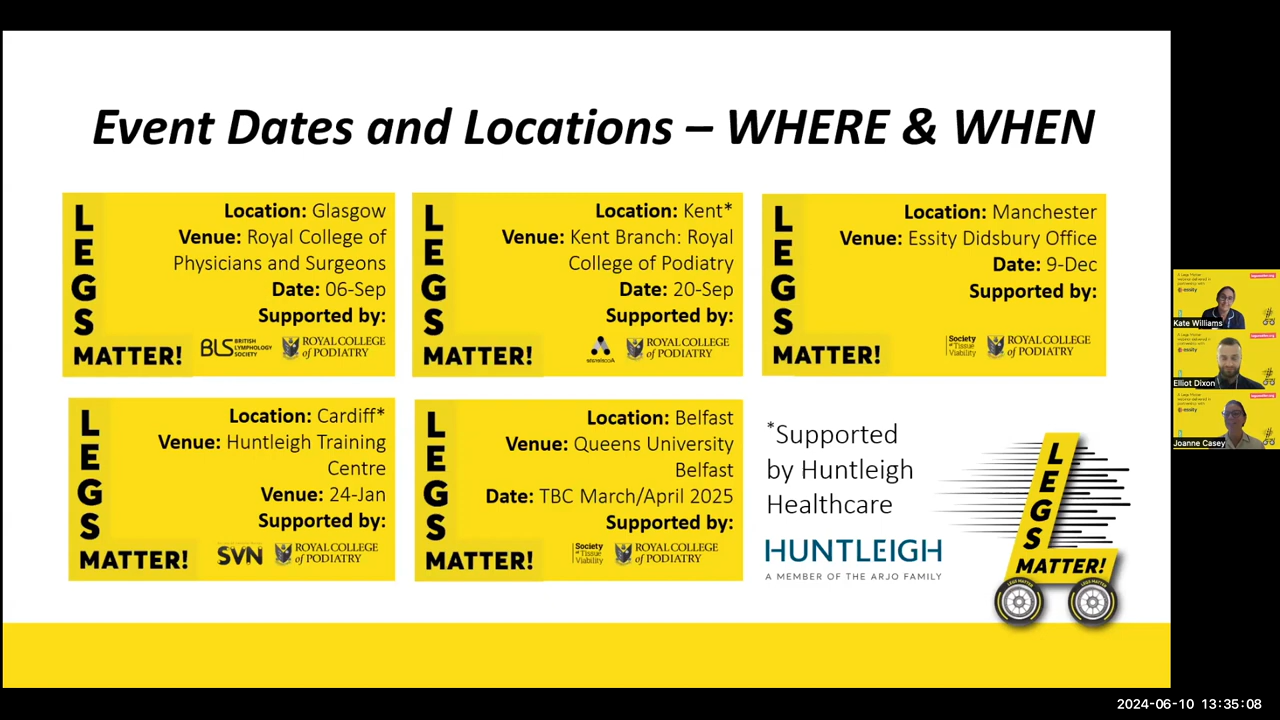 Event Dates and Locations – WHERE & WHEN
L
E
G
S
MATTER!
Location: Glasgow
Venue: Royal College of
Physicians and Surgeons
Date: 06-Sep
Supported by:
BLS BRITISH
LYMPHOLOGY
SOCIETY
ROYAL COLLEGE
of PODIATRY
L
E
G
S
MATTER!
Location: Kent*
Venue: Kent Branch: Royal
College of Podiatry
Date: 20-Sep
Supported by:
Accelerate
ROYAL COLLEGE
of PODIATRY
L
E
G
S
MATTER!
Location: Manchester
Venue: Essity Didsbury Office
Date: 9-Dec
Supported by:
Society
of Tissue
Viability
ROYAL COLLEGE
of PODIATRY
L
E
G
S
MATTER!
Location: Cardiff*
Venue: Huntleigh Training
Centre
Venue: 24-Jan
Supported by:
SVN
ROYAL COLLEGE
of PODIATRY
L
E
G
S
MATTER!
Location: Belfast
Venue: Queens University
Belfast
Date: TBC March/April 2025
Supported by:
Society
of Tissue
Viability
ROYAL COLLEGE
of PODIATRY
*Supported
by Huntleigh
Healthcare
HUNTLEIGH
A MEMBER OF THE ARJO FAMILY
L
E
G
S
MATTER!
Kate Williams
Elliot Dixon
Joanne Casey
2024-06-10 13:35:08